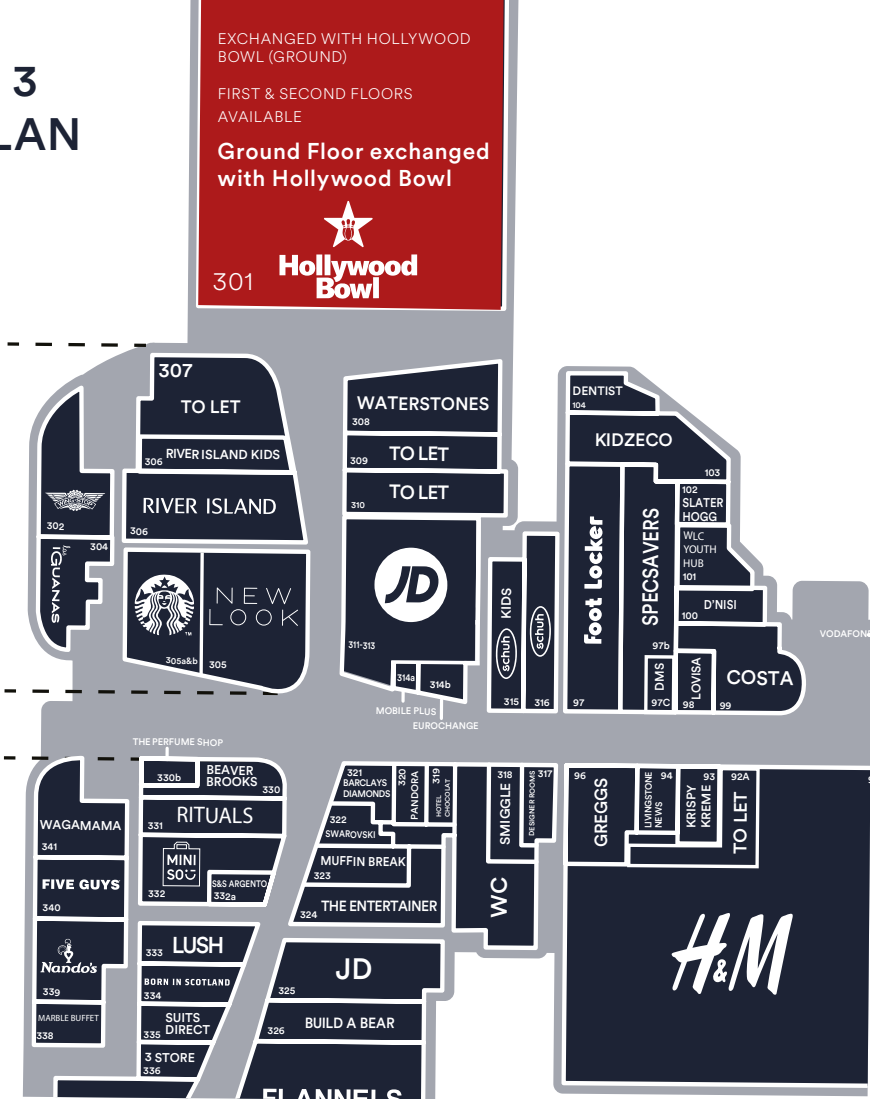 3
LAN
EXCHANGED WITH HOLLYWOOD
BOWL (GROUND)
FIRST & SECOND FLOORS
AVAILABLE
Ground Floor exchanged
with Hollywood Bowl
Hollywood
Bowl
301
307
TO LET
306
RIVER ISLAND KIDS
RIVER ISLAND
306
WINGSTOP
302
304
las
IGUANAS
™
305a&b
NEW
LOOK
305
WATERSTONES
308
309
TO LET
310
TO LET
JD
311-313
314a
314b
MOBILE PLUS
EUROCHANGE
schuh KIDS
315
schuh
316
DENTIST
104
KIDZECO
103
Foot Locker
97
SPECSAVERS
97b
102
SLATER
HOGG
WLC
YOUTH
HUB
101
D'NISI
100
DMS
97C
LOVISA
98
COSTA
99
VODAFON
THE PERFUME SHOP
330b
BEAVER
BROOKS
330
331
RITUALS
MINI
SO
332
S&S ARGENTO
332a
WAGAMAMA
341
FIVE GUYS
340
Nando's
339
MARBLE BUFFET
338
333
LUSH
BORN IN SCOTLAND
334
SUITS
DIRECT
335
3 STORE
336
321
BARCLAYS
DIAMONDS
320
PANDORA
319
HOTEL
CHOCOLAT
322
SWAROVSKI
MUFFIN BREAK
323
THE ENTERTAINER
324
318
SMIGGLE
317
DESIGNER ROOMS
WC
JD
325
326
BUILD A BEAR
FLANNELS
96
GREGGS
94
LIVINGSTONE
NEWS
93
KRISPY
KREME
92A
TO LET
9
H&M